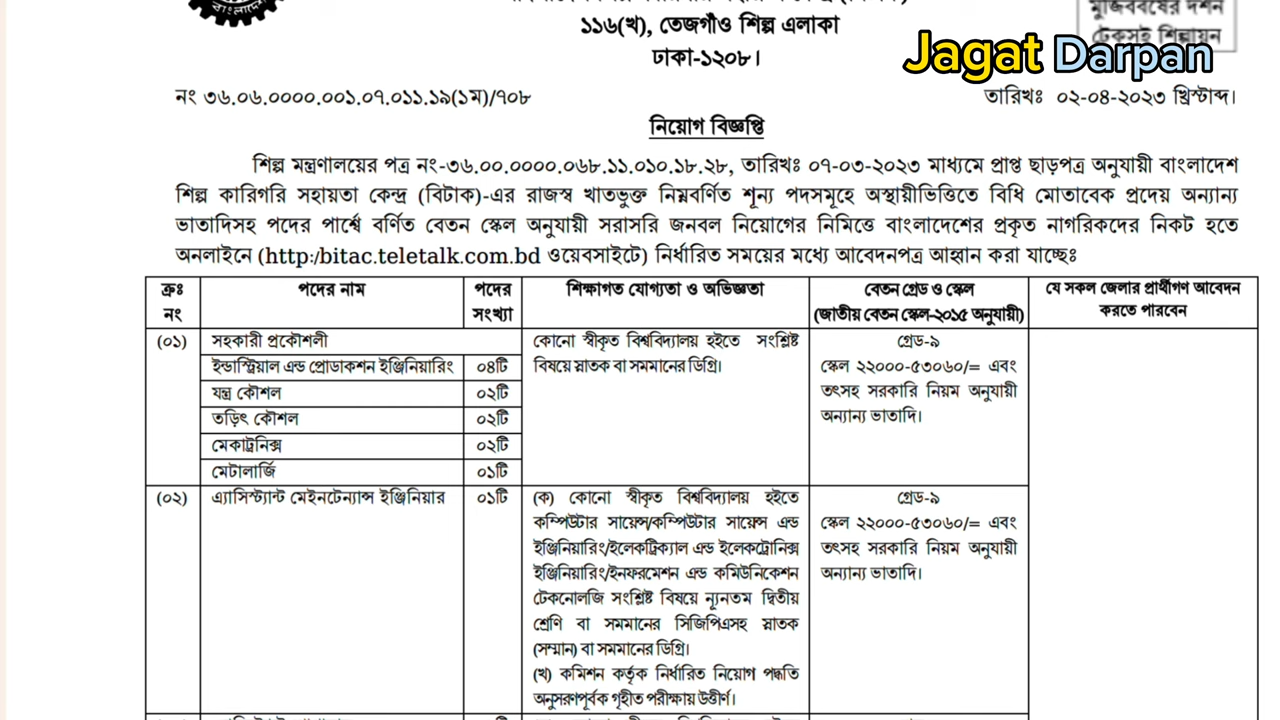 বাংলাদেশ
মুজিববর্ষের দর্শন
টেকসই শিল্পায়ন
১১৬(খ), তেজগাঁও শিল্প এলাকা
ঢাকা-১২০৮।
Jagat Darpan
নং ৩৬.০৬.০০০০.০০১.০৭.০১১.১৯(১ম)/৭০৮
তারিখঃ ০২-০৪-২০২৩ খ্রিস্টাব্দ।
নিয়োগ বিজ্ঞপ্তি
শিল্প মন্ত্রণালয়ের পত্র নং-৩৬.০০.০০০০.০৬৮.১১.০১০.১৮.২৮, তারিখঃ ০৭-০৩-২০২৩ মাধ্যমে প্রাপ্ত ছাড়পত্র অনুযায়ী বাংলাদেশ
শিল্প কারিগরি সহায়তা কেন্দ্র (বিটাক)-এর রাজস্ব খাতভুক্ত নিম্নবর্ণিত শূন্য পদসমূহে অস্থায়ীভিত্তিতে বিধি মোতাবেক প্রদেয় অন্যান্য
ভাতাদিসহ পদের পার্শ্বে বর্ণিত বেতন স্কেল অনুযায়ী সরাসরি জনবল নিয়োগের নিমিত্তে বাংলাদেশের প্রকৃত নাগরিকদের নিকট হতে
অনলাইনে (http:/bitac.teletalk.com.bd ওয়েবসাইটে) নির্ধারিত সময়ের মধ্যে আবেদনপত্র আহ্বান করা যাচ্ছেঃ
ক্রঃ নং
পদের নাম
পদের সংখ্যা
শিক্ষাগত যোগ্যতা ও অভিজ্ঞতা
বেতন গ্রেড ও স্কেল
(জাতীয় বেতন স্কেল-২০১৫ অনুযায়ী)
যে সকল জেলার প্রার্থীগণ আবেদন
করতে পারবেন
(০১)
সহকারী প্রকৌশলী
ইন্ডাস্ট্রিয়াল এন্ড প্রোডাকশন ইঞ্জিনিয়ারিং ০৪টি
যন্ত্র কৌশল ০২টি
তড়িৎ কৌশল ০২টি
মেকাট্রনিক্স ০২টি
মেটালার্জি ০১টি
কোনো স্বীকৃত বিশ্ববিদ্যালয় হইতে সংশ্লিষ্ট
বিষয়ে স্নাতক বা সমমানের ডিগ্রি।
গ্রেড-৯
স্কেল ২২০০০-৫৩০৬০/= এবং
তৎসহ সরকারি নিয়ম অনুযায়ী
অন্যান্য ভাতাদি।
(০২)
এ্যাসিস্ট্যান্ট মেইনটেন্যান্স ইঞ্জিনিয়ার
০১টি
(ক) কোনো স্বীকৃত বিশ্ববিদ্যালয় হইতে
কম্পিউটার সায়েন্স/কম্পিউটার সায়েন্স এন্ড
ইঞ্জিনিয়ারিং/ইলেকট্রিক্যাল এন্ড ইলেকট্রোনিক্স
ইঞ্জিনিয়ারিং/ইনফরমেশন এন্ড কমিউনিকেশন
টেকনোলজি সংশ্লিষ্ট বিষয়ে ন্যূনতম দ্বিতীয়
শ্রেণি বা সমমানের সিজিপিএসহ স্নাতক
(সম্মান) বা সমমানের ডিগ্রি।
(খ) কমিশন কর্তৃক নির্ধারিত নিয়োগ পদ্ধতি
অনুসরণপূর্বক গৃহীত পরীক্ষায় উত্তীর্ণ।
গ্রেড-৯
স্কেল ২২০০০-৫৩০৬০/= এবং
তৎসহ সরকারি নিয়ম অনুযায়ী
অন্যান্য ভাতাদি।